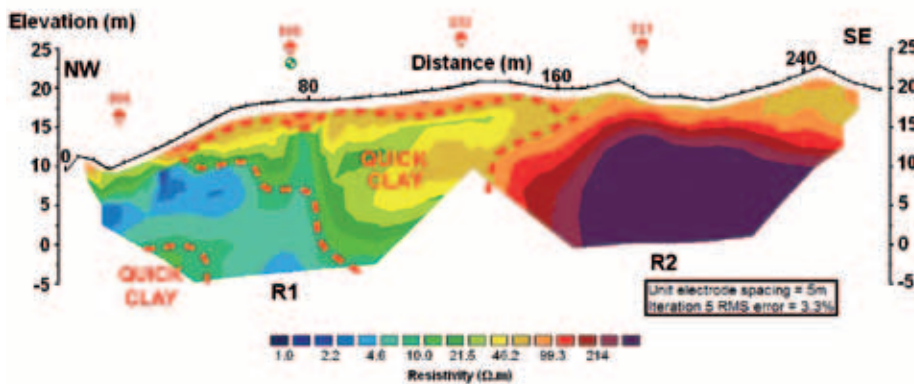 Elevation (m)
NW
Distance (m)
SE
25
20
15
10
5
0
-5
0
80
160
240
25
20
15
10
5
0
-5
QUICK
CLAY
QUICK
CLAY
R1
R2
Unit electrode spacing = 5m
Iteration 5 RMS error = 3.3%
1.0 2.2 4.6 10.0 21.5 46.2 99.3 214
Resistivity (Ω.m)